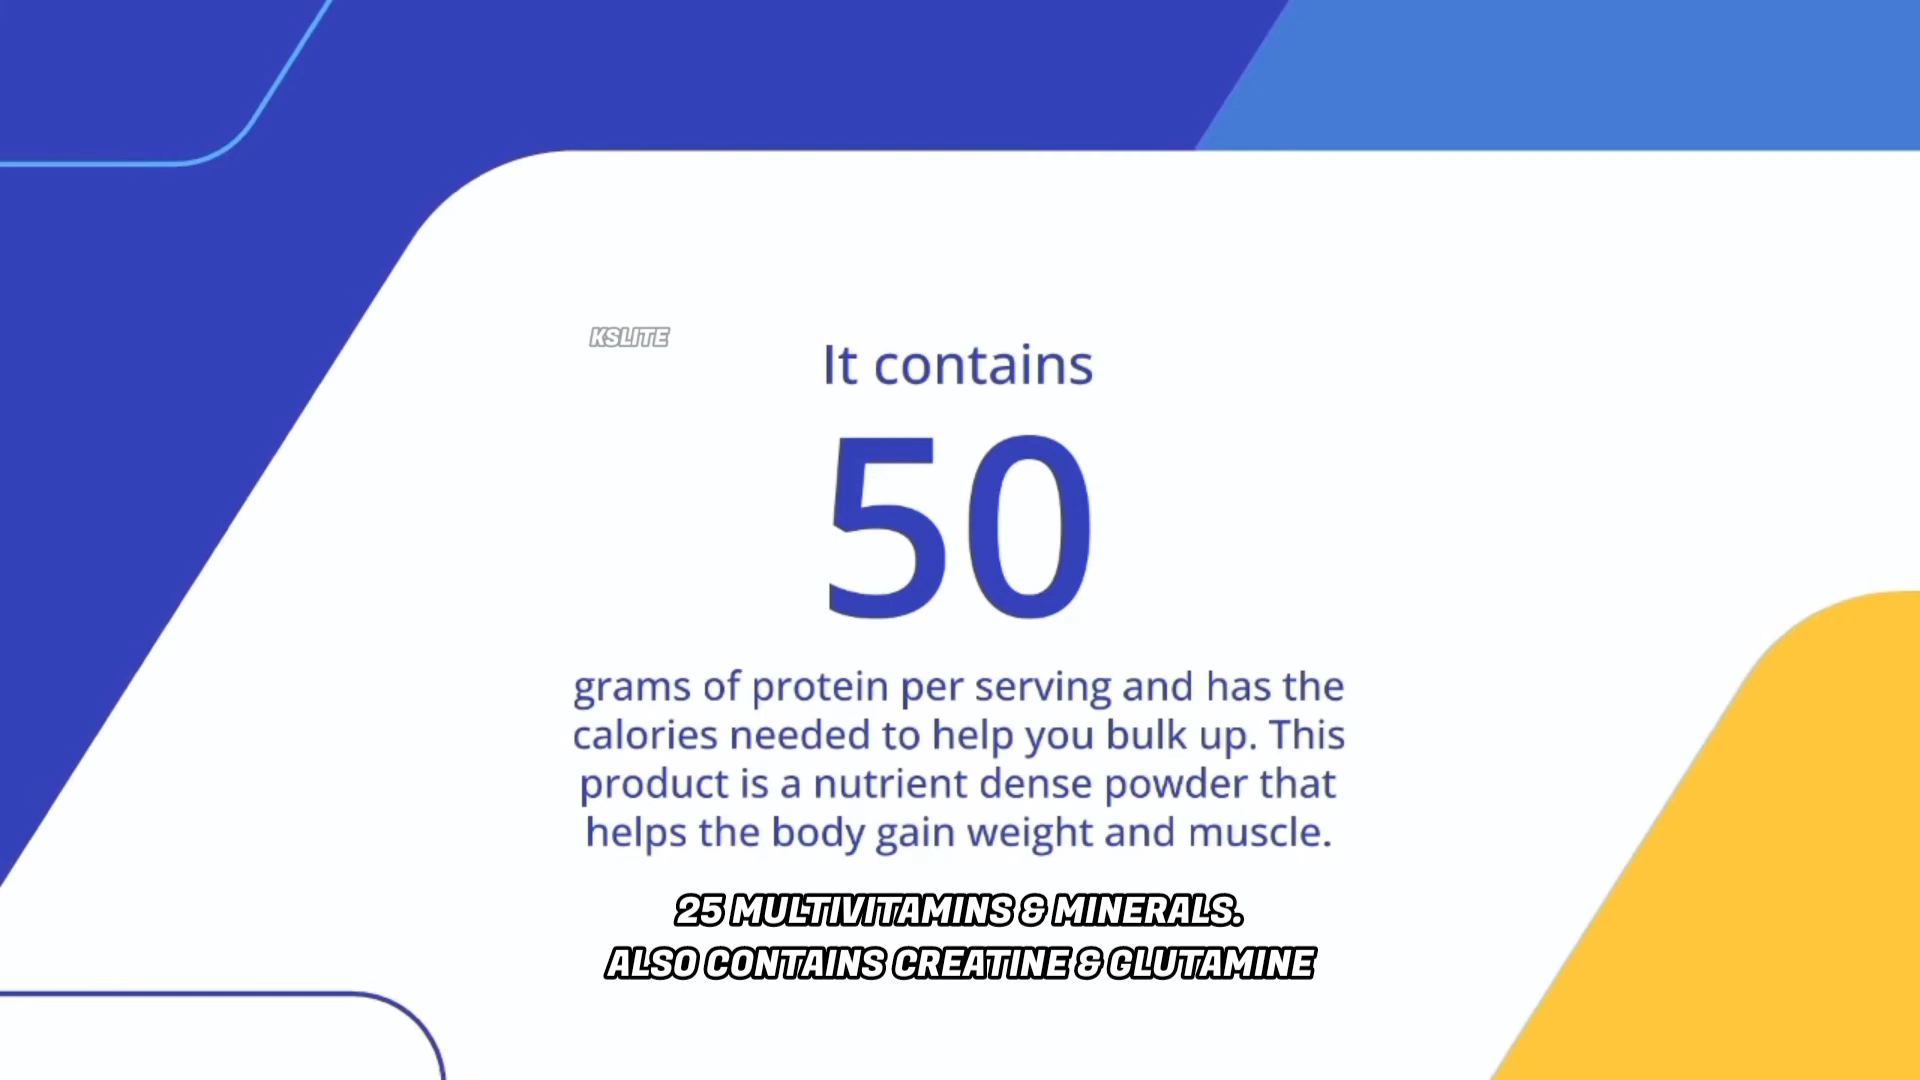 KSLITE
It contains
50
grams of protein per serving and has the
calories needed to help you bulk up. This
product is a nutrient dense powder that
helps the body gain weight and muscle.
25 MULTIVITAMINS & MINERALS.
ALSO CONTAINS CREATINE & GLUTAMINE